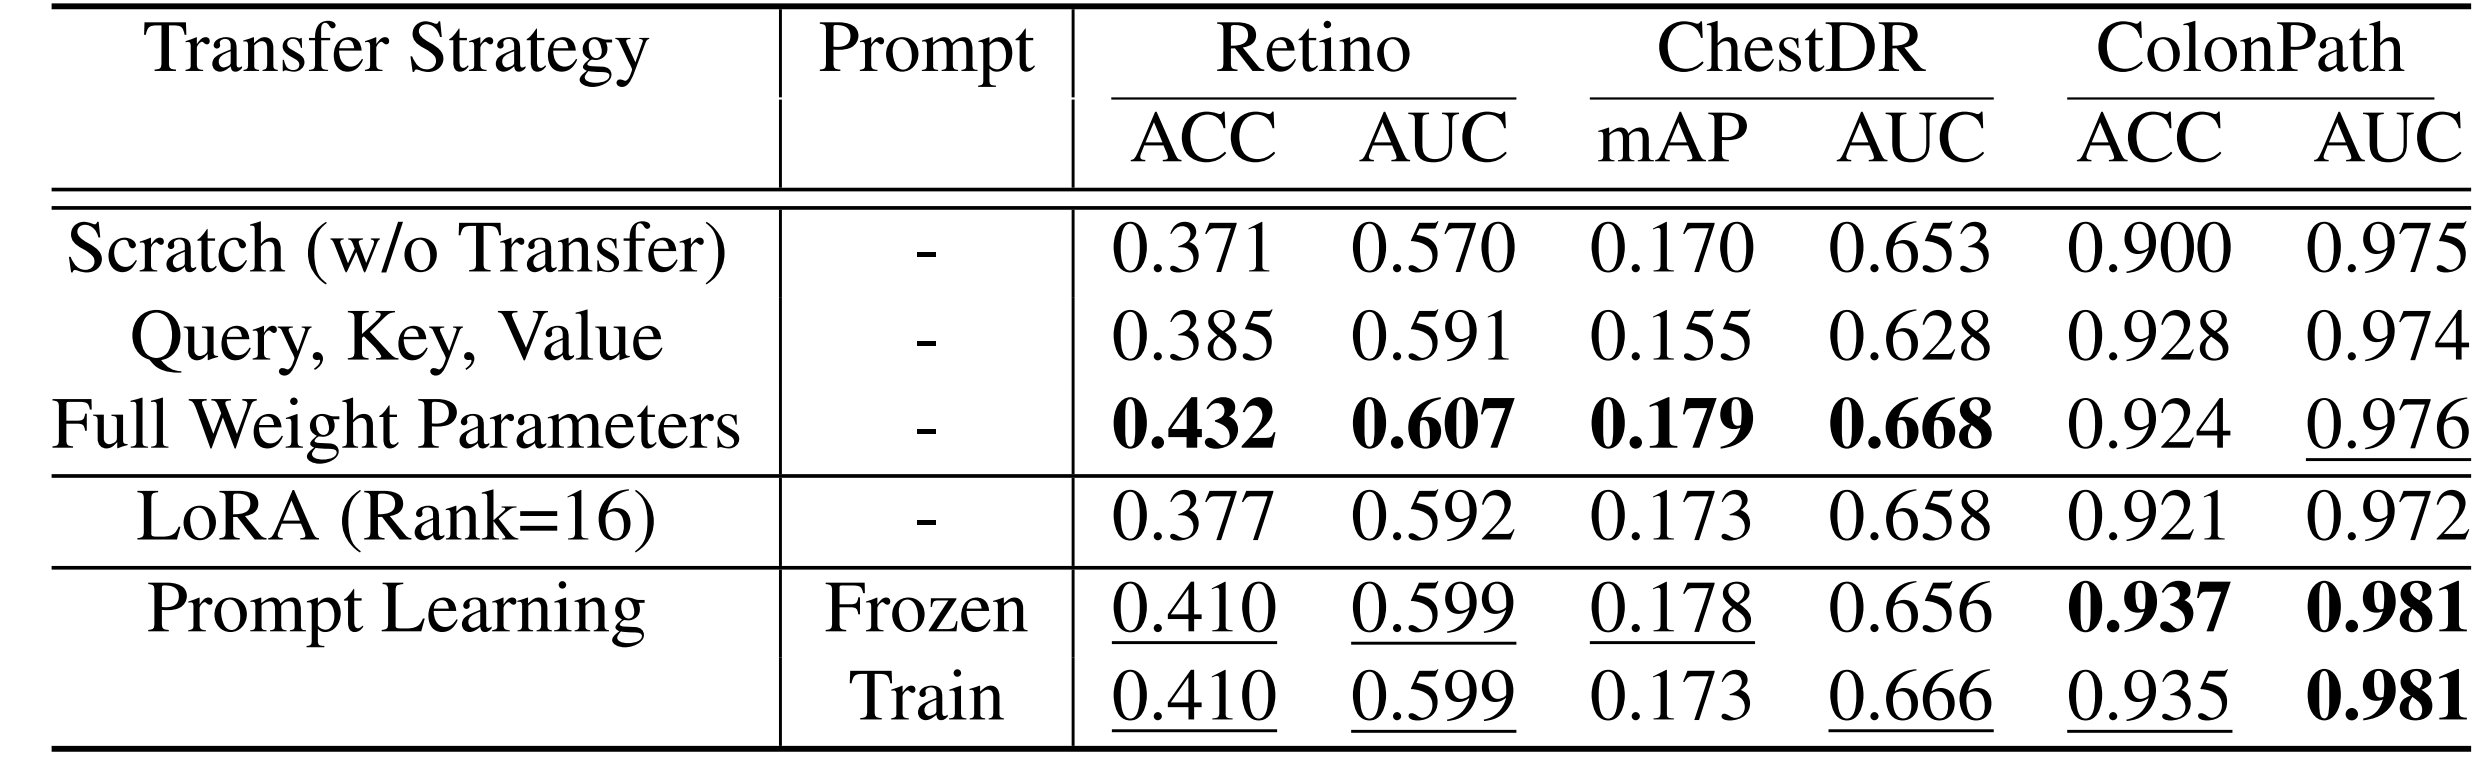 Transfer Strategy Prompt Retino ChestDR ColonPath
ACC AUC mAP AUC ACC AUC
Scratch (w/o Transfer) - 0.371 0.570 0.170 0.653 0.900 0.975
Query, Key, Value - 0.385 0.591 0.155 0.628 0.928 0.974
Full Weight Parameters - 0.432 0.607 0.179 0.668 0.924 0.976
LoRA (Rank=16) - 0.377 0.592 0.173 0.658 0.921 0.972
Prompt Learning Frozen 0.410 0.599 0.178 0.656 0.937 0.981
Train 0.410 0.599 0.173 0.666 0.935 0.981